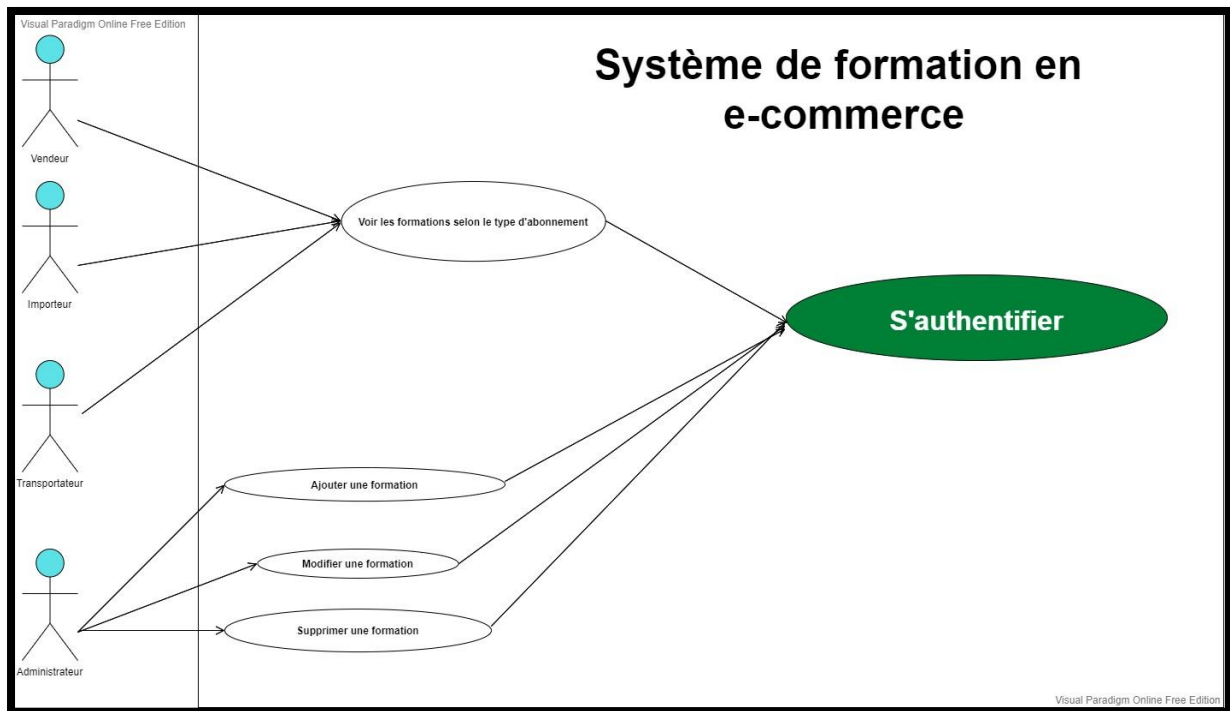 Visual Paradigm Online Free Edition
Système de formation en
e-commerce
Vendeur
Voir les formations selon le type d'abonnement
Importeur
S'authentifier
Transportateur
Ajouter une formation
Modifier une formation
Supprimer une formation
Administrateur
Visual Paradigm Online Free Edition